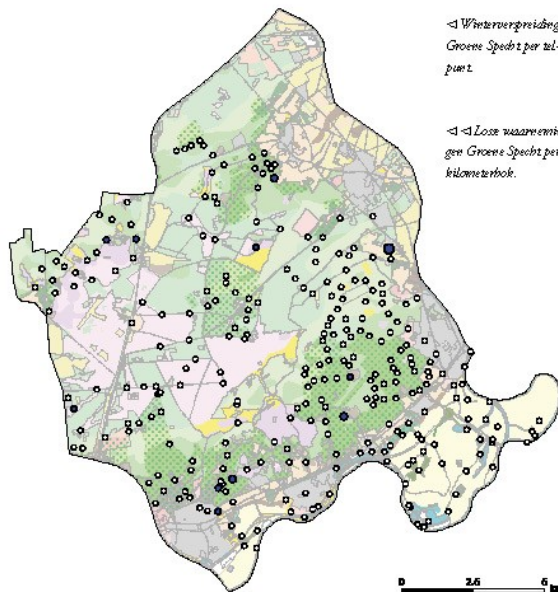 ◁ Winterverspreiding
Groene Specht per tel-
punt.
◁ ◁ Losse waarnemin-
gen Groene Specht per
kilometerhok.
0 2.5 5